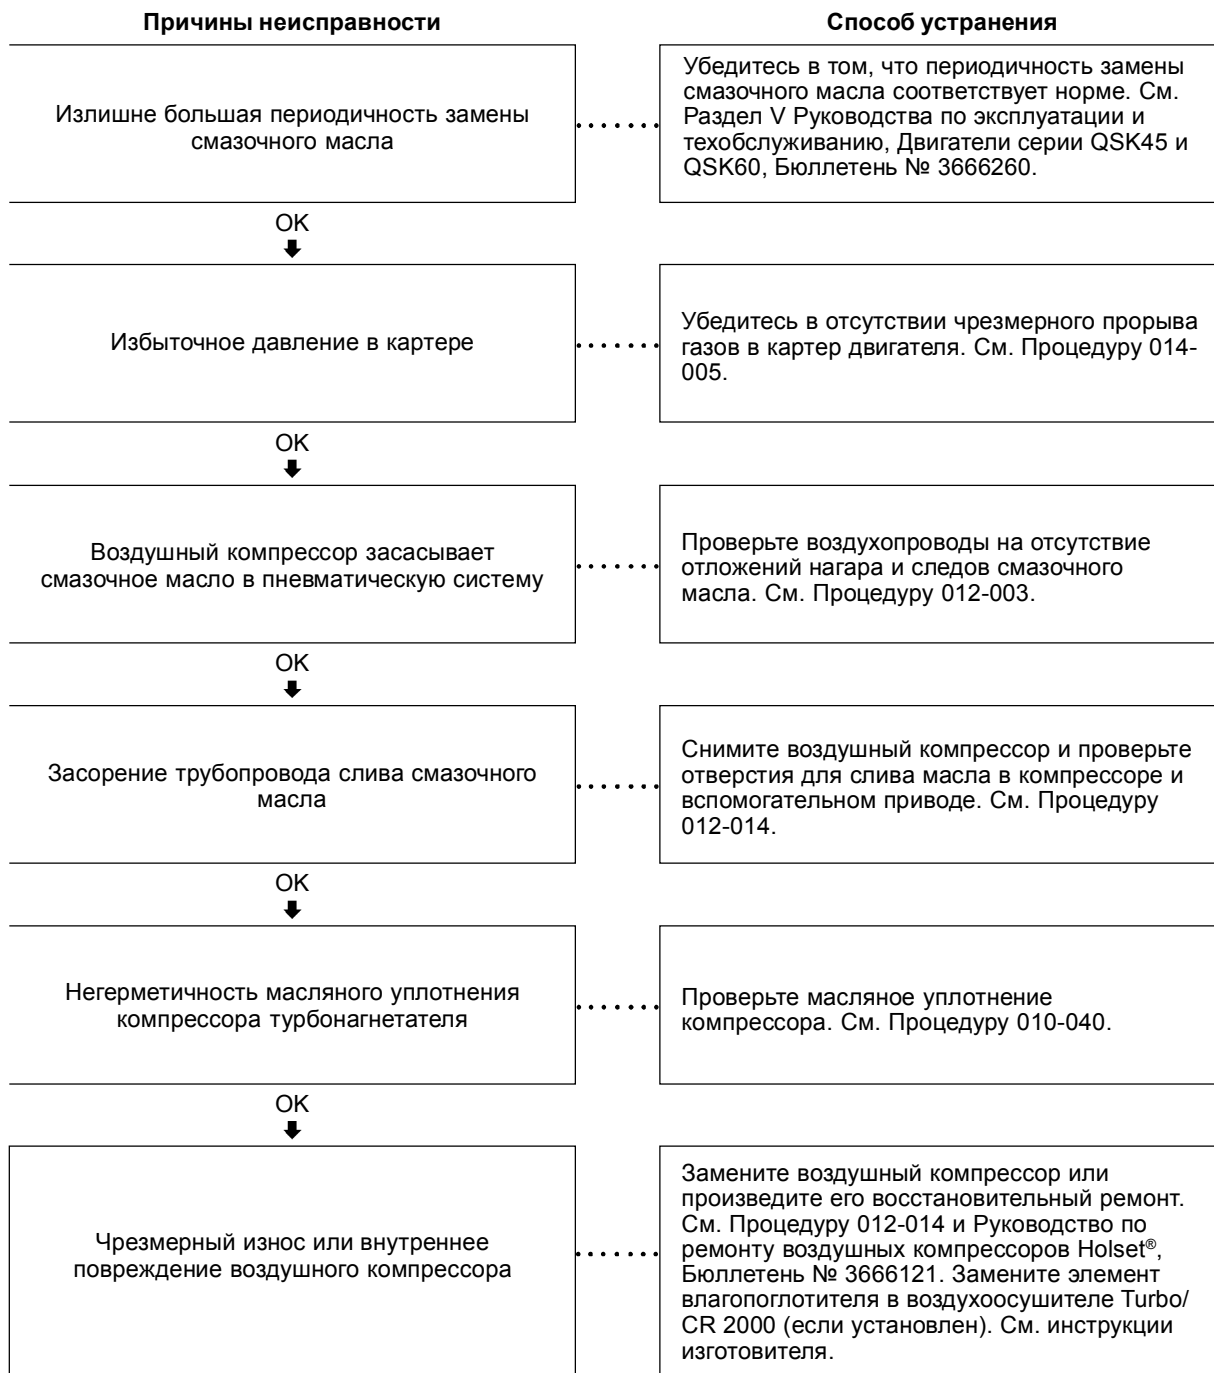 Причины неисправности
Способ устранения
Излишне большая периодичность замены
смазочного масла
Убедитесь в том, что периодичность замены
смазочного масла соответствует норме. См.
Раздел V Руководства по эксплуатации и
техобслуживанию, Двигатели серии QSK45 и
QSK60, Бюллетень № 3666260.
OK
Избыточное давление в картере
Убедитесь в отсутствии чрезмерного прорыва
газов в картер двигателя. См. Процедуру 014-
005.
OK
Воздушный компрессор засасывает
смазочное масло в пневматическую систему
Проверьте воздухопроводы на отсутствие
отложений нагара и следов смазочного
масла. См. Процедуру 012-003.
OK
Засорение трубопровода слива смазочного
масла
Снимите воздушный компрессор и проверьте
отверстия для слива масла в компрессоре и
вспомогательном приводе. См. Процедуру
012-014.
OK
Негерметичность масляного уплотнения
компрессора турбонагнетателя
Проверьте масляное уплотнение
компрессора. См. Процедуру 010-040.
OK
Чрезмерный износ или внутреннее
повреждение воздушного компрессора
Замените воздушный компрессор или
произведите его восстановительный ремонт.
См. Процедуру 012-014 и Руководство по
ремонту воздушных компрессоров Holset®,
Бюллетень № 3666121. Замените элемент
влагопоглотителя в воздухоосушителе Turbo/
CR 2000 (если установлен). См. инструкции
изготовителя.